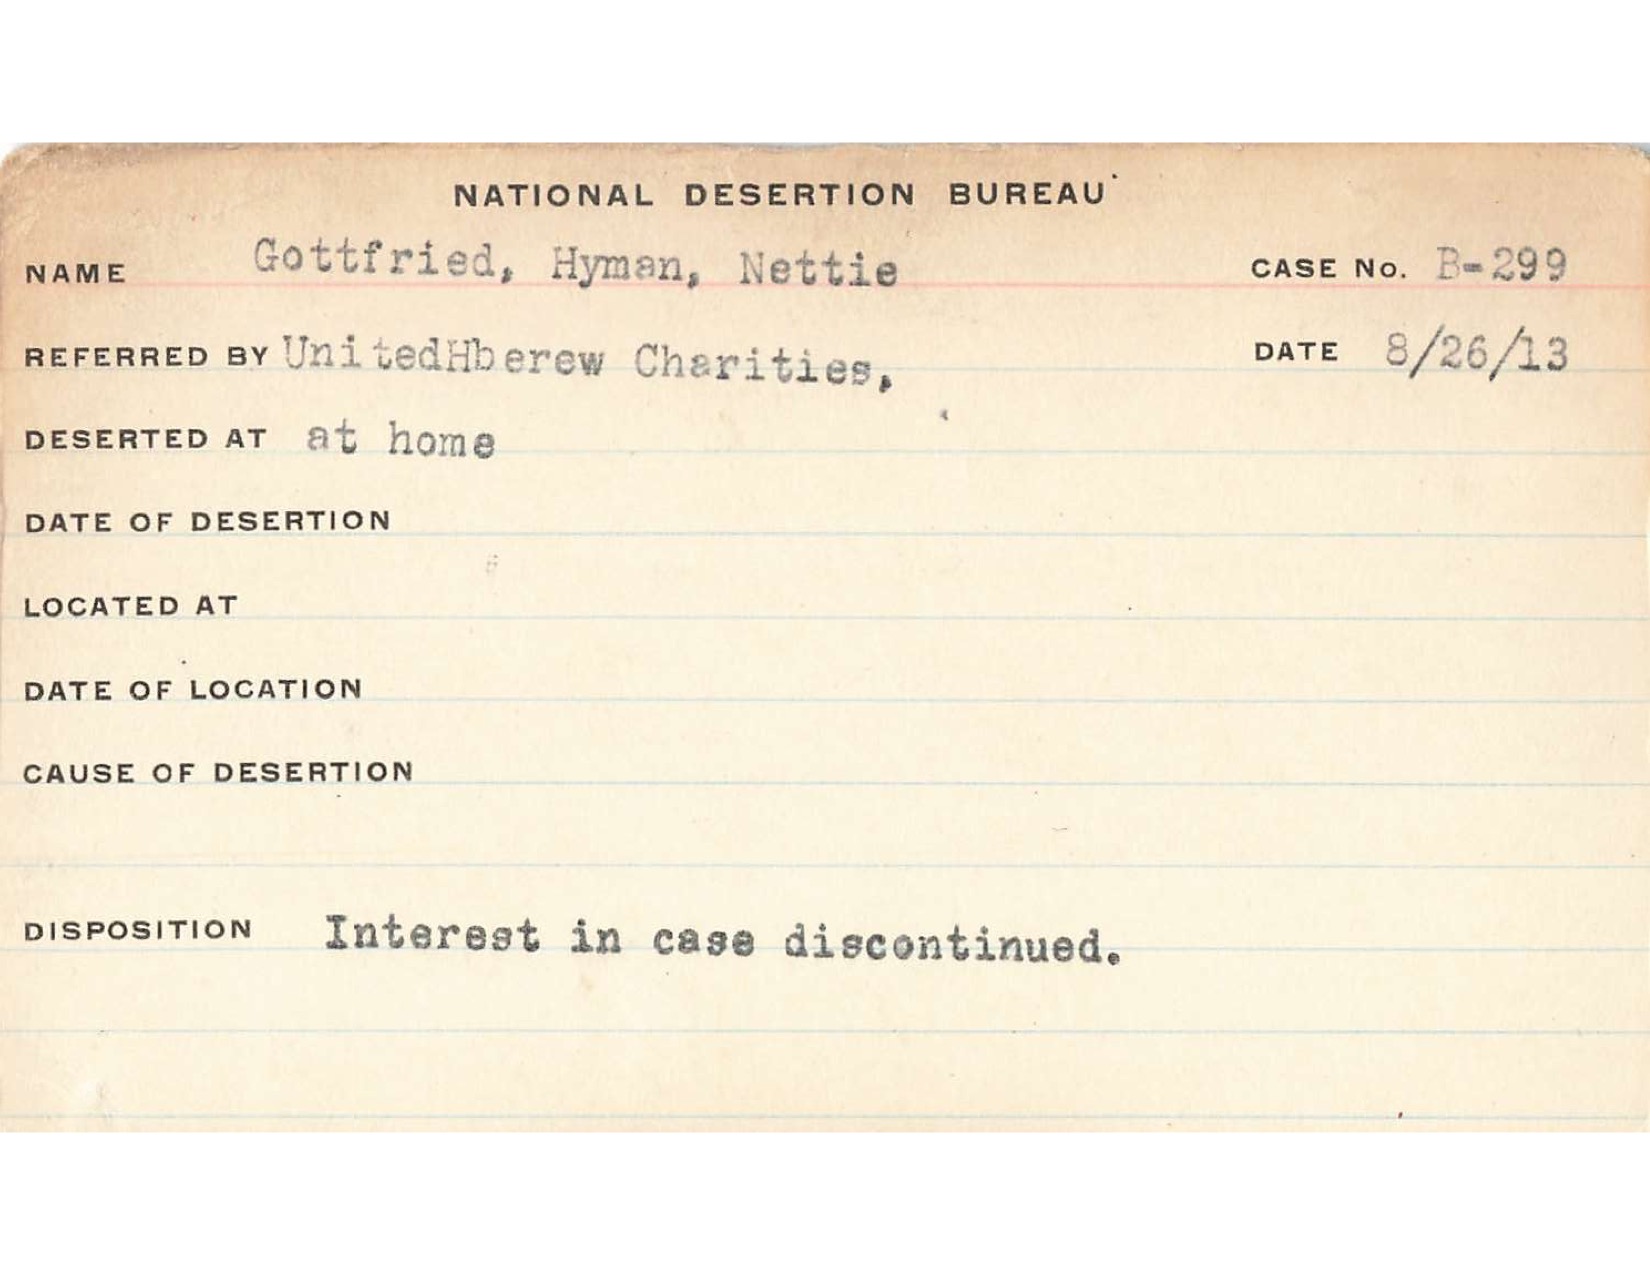 NATIONAL DESERTION BUREAU
NAME Gottfried, Hyman, Nettie CASE No. B-299
REFERRED BY UnitedHberew Charities, DATE 8/26/13
DESERTED AT at home
DATE OF DESERTION
LOCATED AT
DATE OF LOCATION
CAUSE OF DESERTION
DISPOSITION Interest in case discontinued.